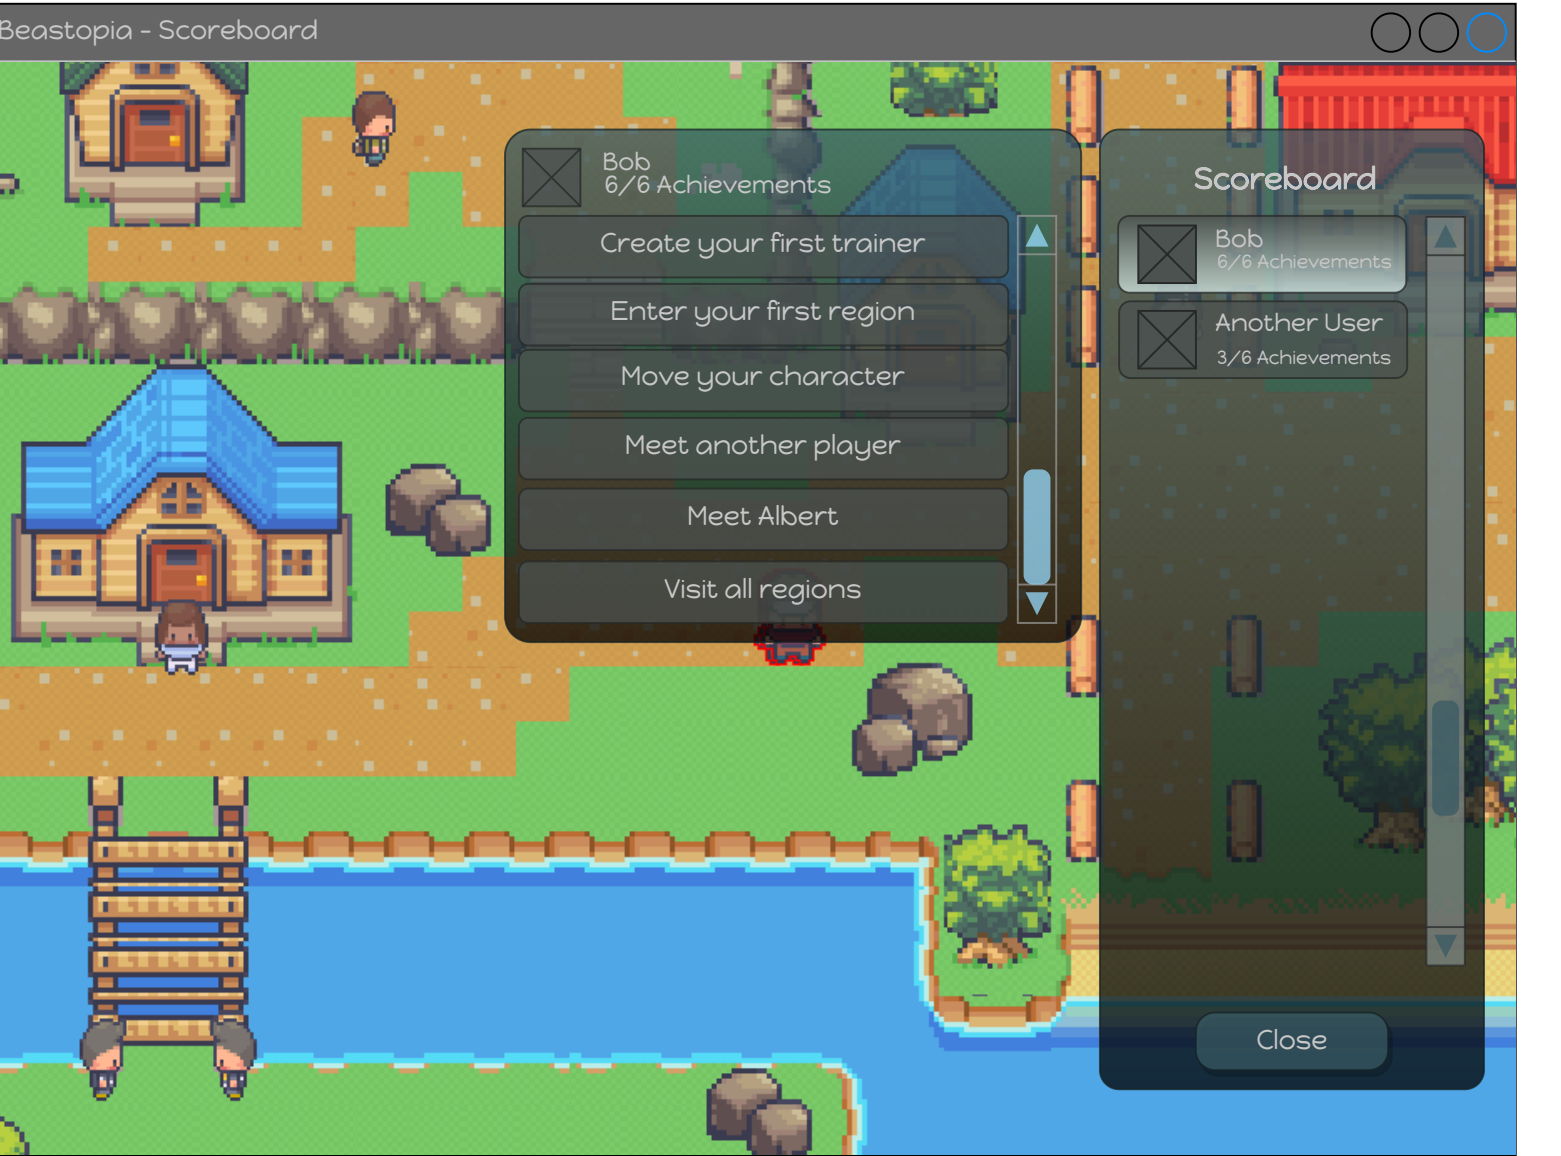 Beastopia - Scoreboard
Bob
6/6 Achievements
Create your first trainer
Enter your first region
Move your character
Meet another player
Meet Albert
Visit all regions
Scoreboard
Bob
6/6 Achievements
Another User
3/6 Achievements
Close